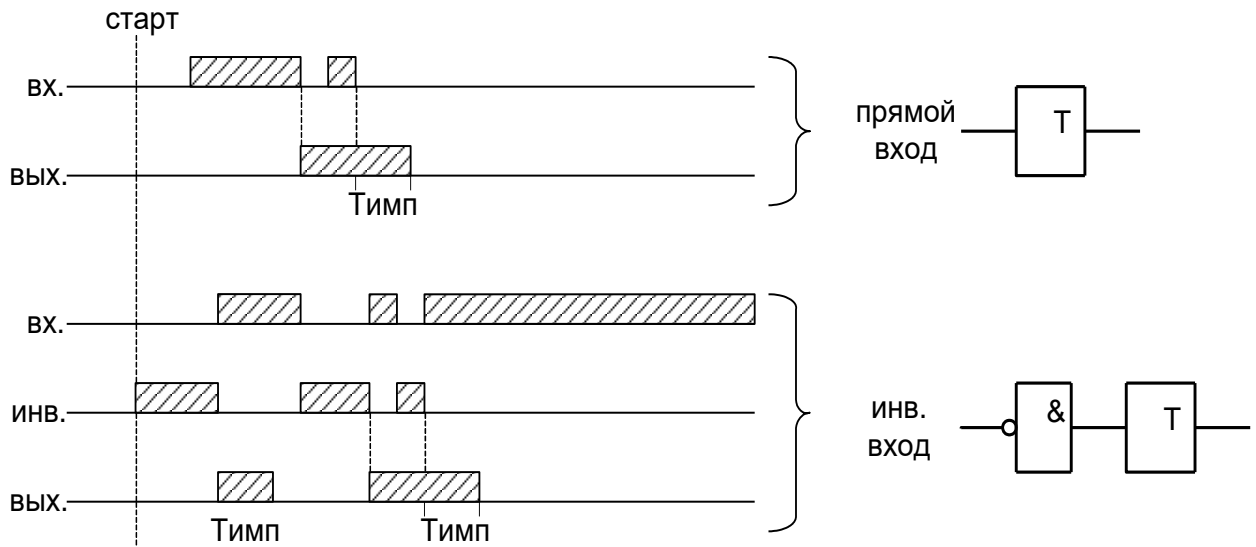 старт
вх.
вых.
Тимп
прямой
вход
T
вх.
инв.
вых.
Тимп
Тимп
инв.
вход
&
T